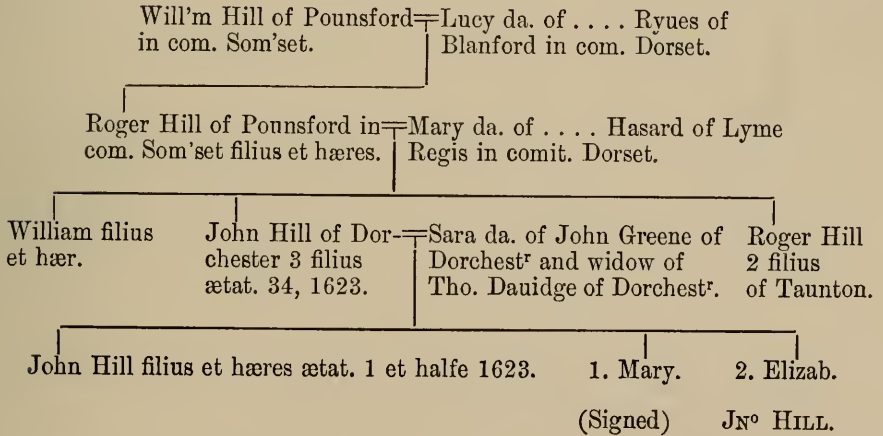 Will'm Hill of Pounsford=Lucy da. of . . . . Ryues of
in com. Som'set. Blanford in com. Dorset.
Roger Hill of Pounsford in=Mary da. of . . . . Hasard of Lyme
com. Som'set filius et hæres. Regis in comit. Dorset.
William filius
et hær.
John Hill of Dor-=Sara da. of John Greene of
chester 3 filius Dorchestʳ and widow of
ætat. 34, 1623. Tho. Dauidge of Dorchestʳ.
Roger Hill
2 filius
of Taunton.
John Hill filius et hæres ætat. 1 et halfe 1623. 1. Mary. 2. Elizab.
(Signed) Jɴᵒ Hɪʟʟ.